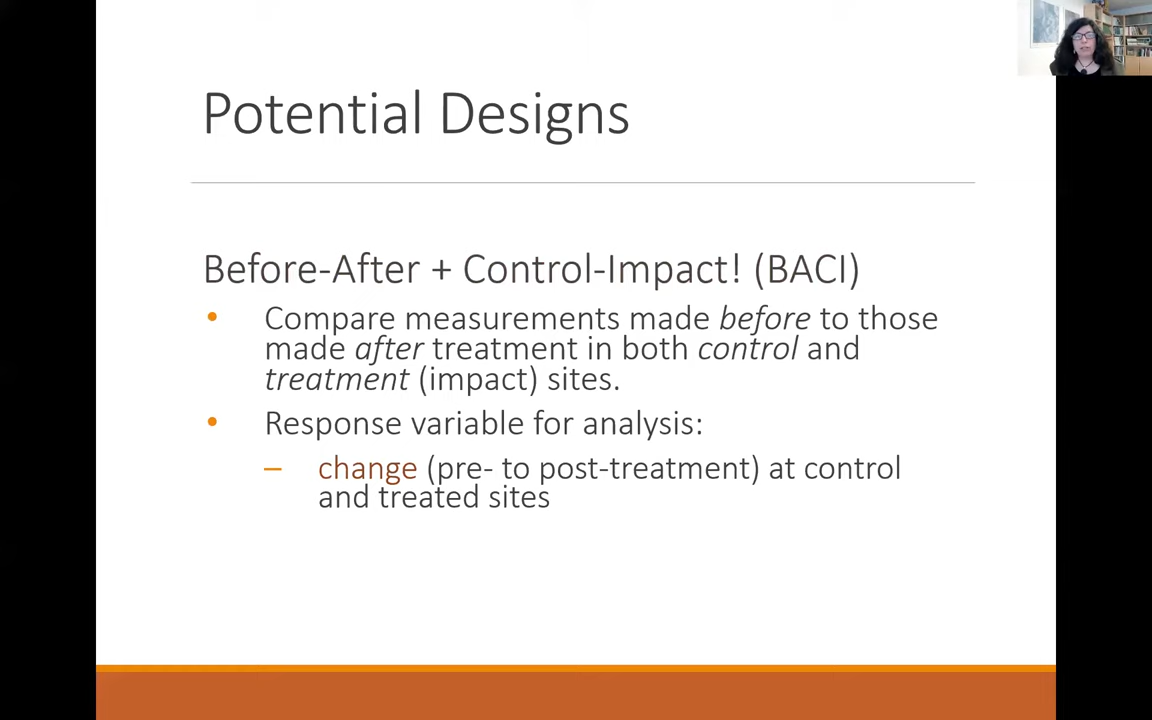 Potential Designs
Before-After + Control-Impact! (BACI)
• Compare measurements made before to those
made after treatment in both control and
treatment (impact) sites.
• Response variable for analysis:
– change (pre- to post-treatment) at control
and treated sites